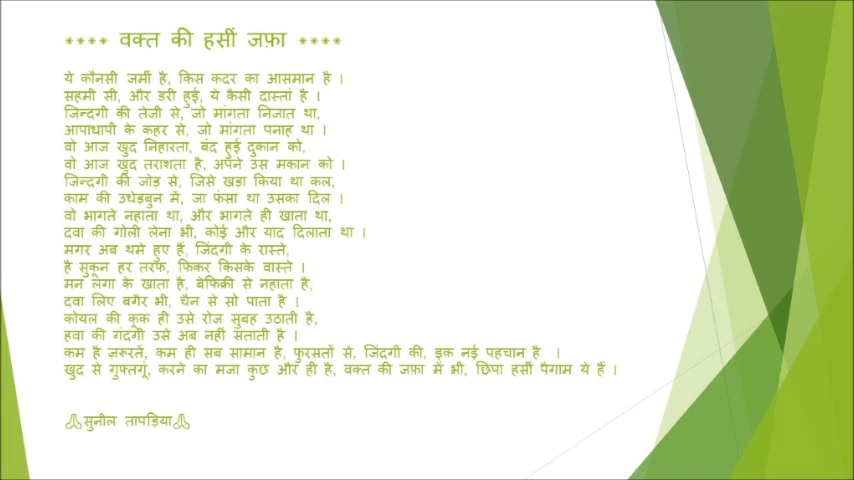 **** वक्त की हसीं जफ़ा ****
ये कौनसी जमीं है, किस कदर का आसमान है ।
सहमी सी, और डरी हुई, ये कैसी दास्तां है ।
जिन्दगी की तेजी से, जो मांगता निजात था,
आपाधापी के कहर से, जो मांगता पनाह था ।
वो आज खुद निहारता, बंद हुई दुकान को,
वो आज खुद तराशता है, अपने उस मकान को ।
जिन्दगी की जोड़ से, जिसे खड़ा किया था कल,
काम की उधेड़बुन में, जा फंसा था उसका दिल ।
वो भागते नहाता था, और भागते ही खाता था,
दवा की गोली लेना भी, कोई और याद दिलाता था ।
मगर अब थमे हुए हैं, जिंदगी के रास्ते,
है सुकून हर तरफ, फिकर किसके वास्ते ।
मन लगा के खाता है, बेफिक्री से नहाता है,
दवा लिए बगैर भी, चैन से सो पाता है ।
कोयल की कूक ही उसे रोज़ सुबह उठाती है,
हवा की गंदगी उसे अब नहीं सताती है ।
कम है जरूरतें, कम ही सब सामान है, फुरसतों से, जिंदगी की, इक नई पहचान है ।
खुद से गुफ्तगूं, करने का मजा कुछ और ही है, वक्त की जफ़ा में भी, छिपा हसीं पैगाम ये हैं ।
🙏सुनील तापड़िया🙏